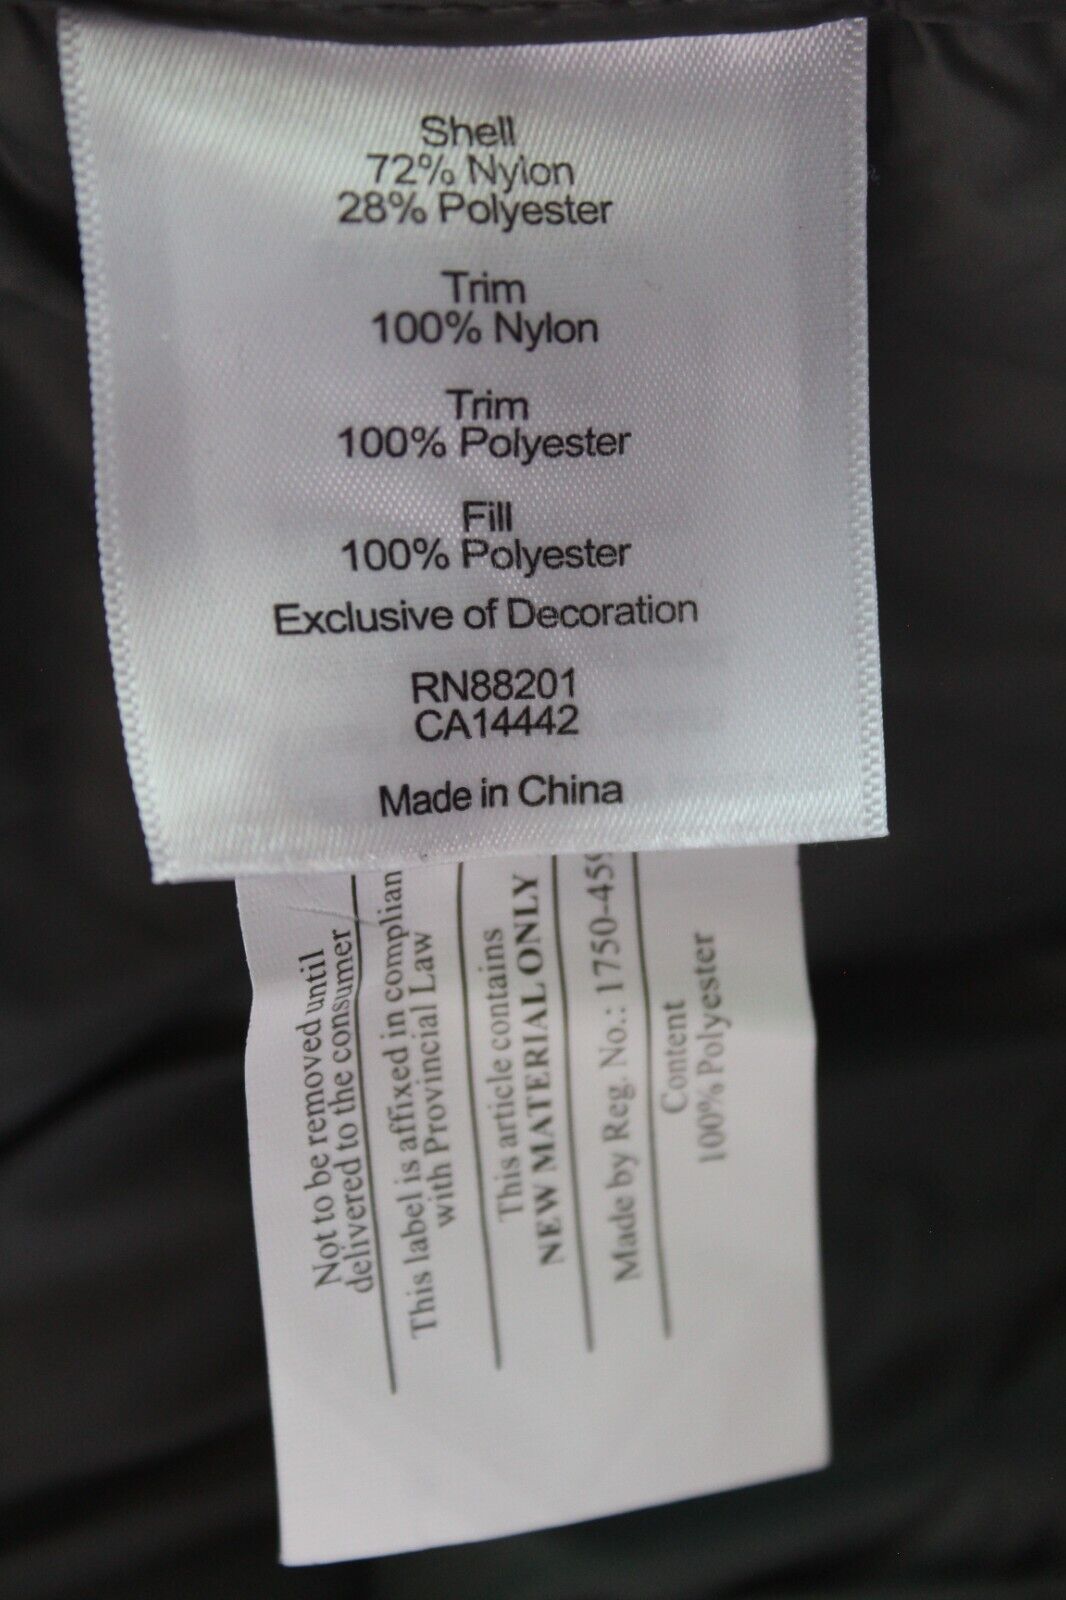 Shell
72% Nylon
28% Polyester
Trim
100% Nylon
Trim
100% Polyester
Fill
100% Polyester
Exclusive of Decoration
RN88201
CA14442
Made in China
Not to be removed until
delivered to the consumer
This label is affixed in complian
with Provincial Law
This article contains
NEW MATERIAL ONLY
Made by Reg. No.: 1750-459
Content
100% Polyester